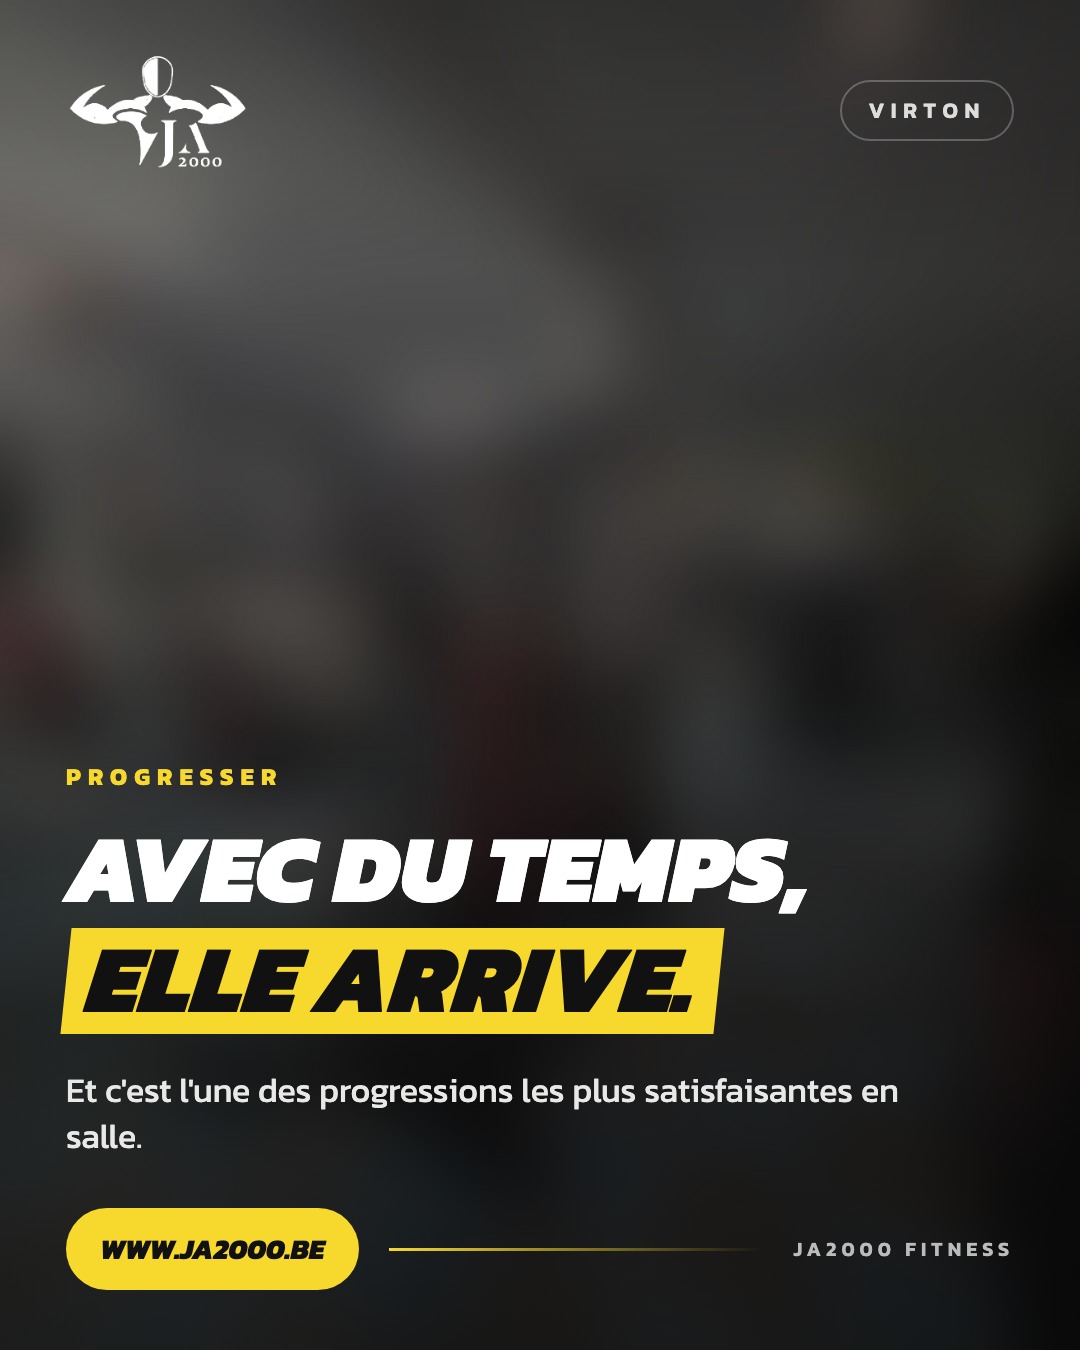 JA
2000
VIRTON
PROGRESSER
AVEC DU TEMPS,
ELLE ARRIVE.
Et c'est l'une des progressions les plus satisfaisantes en
salle.
WWW.JA2000.BE
JA2000 FITNESS